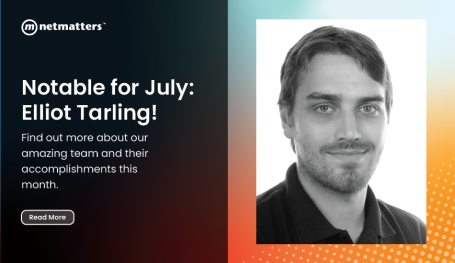 netmatters
Notable for July:
Elliot Tarling!
Find out more about our
amazing team and their
accomplishments this
month.
Read More